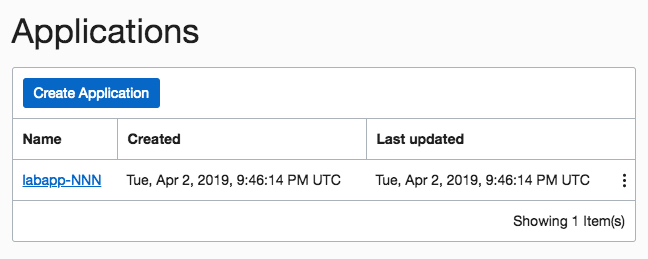 Applications
Create Application
Name Created Last updated
labapp-NNN Tue, Apr 2, 2019, 9:46:14 PM UTC Tue, Apr 2, 2019, 9:46:14 PM UTC
Showing 1 Item(s)